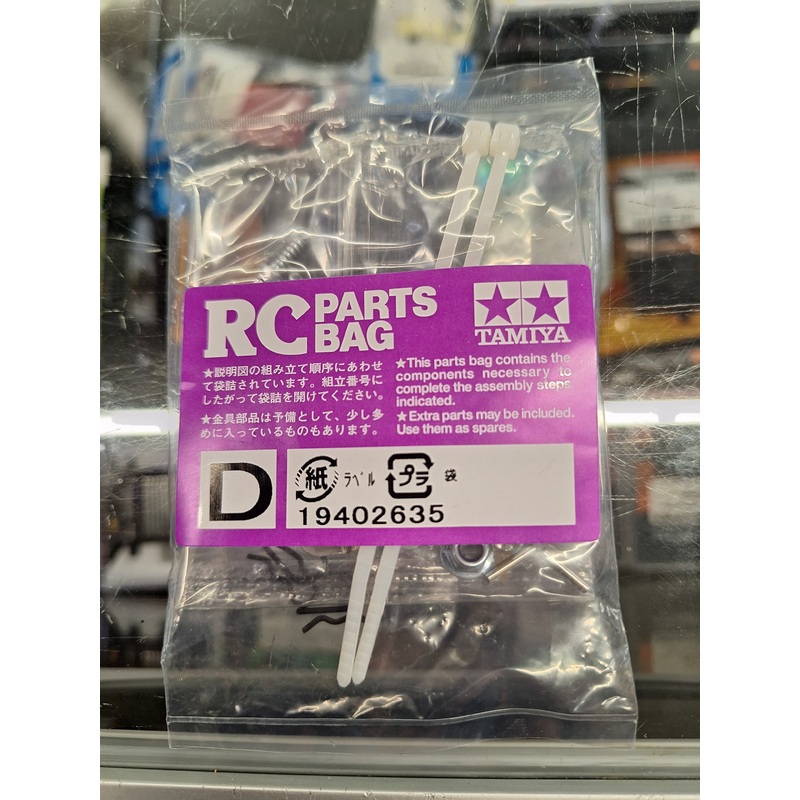 RC PARTS BAG
TAMIYA
★説明図の組み立て順序にあわせ
て袋詰されています。組立番号に
したがって袋詰を開けてください。
★金具部品は予備として、少し多
めに入っているものもあります。
★This parts bag contains the
components necessary to
complete the assembly steps
indicated.
★Extra parts may be included.
Use them as spares.
D
紙 ラベル プラ 袋
19402635